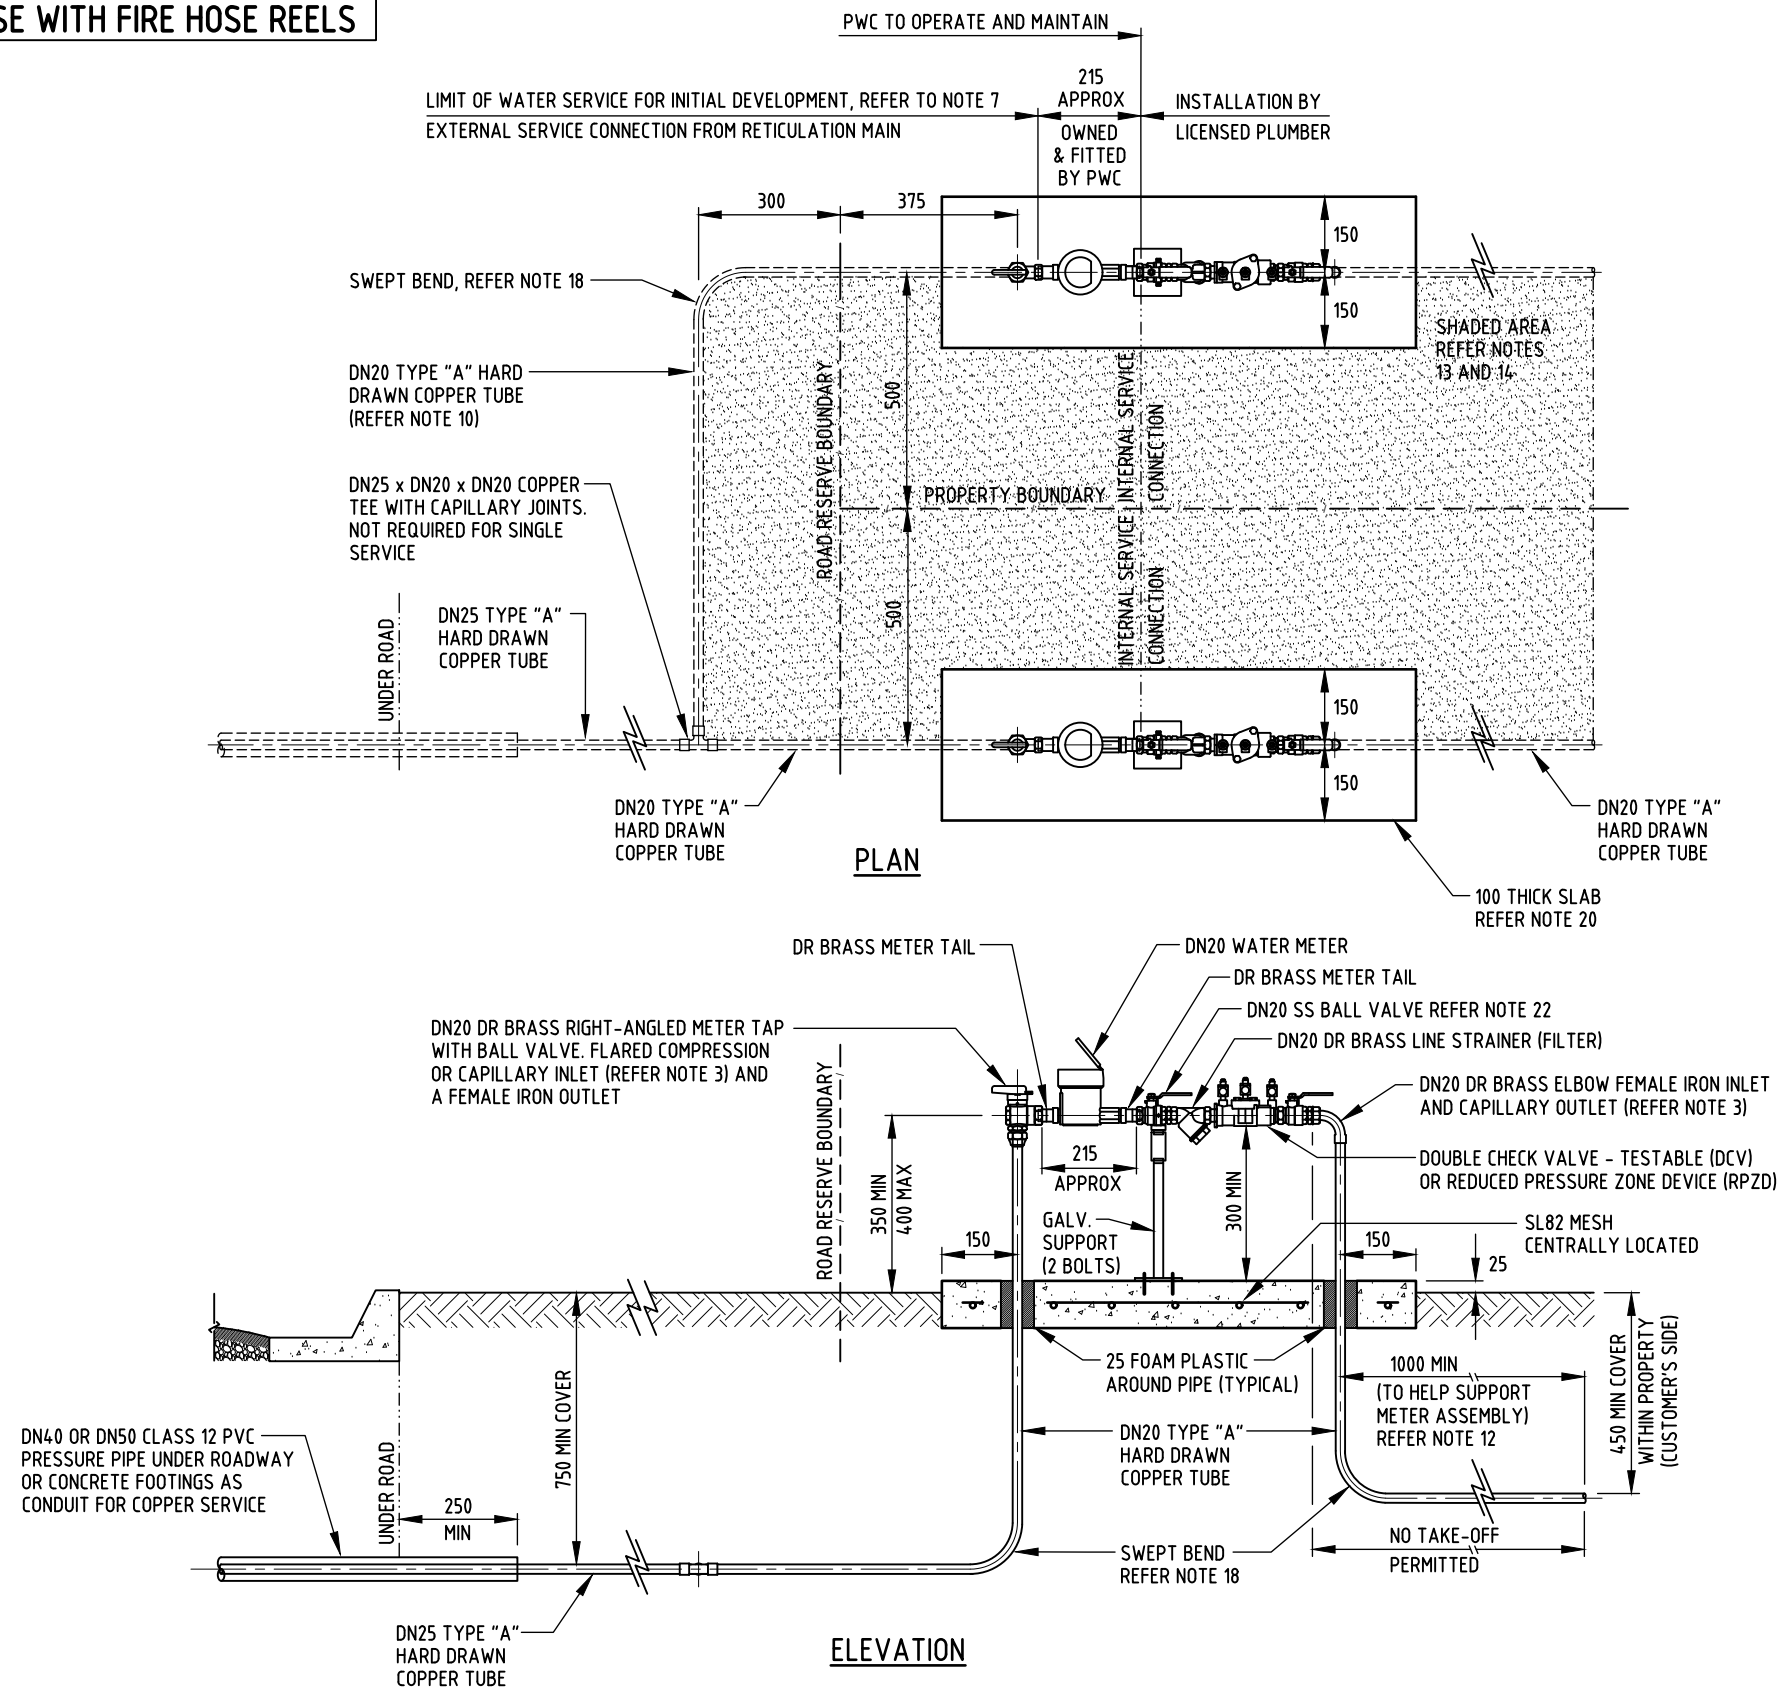 SE WITH FIRE HOSE REELS
PWC TO OPERATE AND MAINTAIN
LIMIT OF WATER SERVICE FOR INITIAL DEVELOPMENT, REFER TO NOTE 7
EXTERNAL SERVICE CONNECTION FROM RETICULATION MAIN
215
APPROX
OWNED
& FITTED
BY PWC
INSTALLATION BY
LICENSED PLUMBER
300
375
150
150
SWEPT BEND, REFER NOTE 18
SHADED AREA
REFER NOTES
13 AND 14
DN20 TYPE "A" HARD
DRAWN COPPER TUBE
(REFER NOTE 10)
ROAD RESERVE BOUNDARY
500
INTERNAL SERVICE
CONNECTION
DN25 x DN20 x DN20 COPPER
TEE WITH CAPILLARY JOINTS.
NOT REQUIRED FOR SINGLE
SERVICE
PROPERTY BOUNDARY
500
INTERNAL SERVICE
CONNECTION
DN25 TYPE "A"
HARD DRAWN
COPPER TUBE
UNDER ROAD
150
150
DN20 TYPE "A"
HARD DRAWN
COPPER TUBE
DN20 TYPE "A"
HARD DRAWN
COPPER TUBE
PLAN
100 THICK SLAB
REFER NOTE 20
DR BRASS METER TAIL
DN20 WATER METER
DR BRASS METER TAIL
DN20 SS BALL VALVE REFER NOTE 22
DN20 DR BRASS LINE STRAINER (FILTER)
DN20 DR BRASS RIGHT-ANGLED METER TAP
WITH BALL VALVE. FLARED COMPRESSION
OR CAPILLARY INLET (REFER NOTE 3) AND
A FEMALE IRON OUTLET
DN20 DR BRASS ELBOW FEMALE IRON INLET
AND CAPILLARY OUTLET (REFER NOTE 3)
DOUBLE CHECK VALVE - TESTABLE (DCV)
OR REDUCED PRESSURE ZONE DEVICE (RPZD)
ROAD RESERVE BOUNDARY
350 MIN
400 MAX
215
APPROX
300 MIN
GALV.
SUPPORT
(2 BOLTS)
SL82 MESH
CENTRALLY LOCATED
150
150
25
25 FOAM PLASTIC
AROUND PIPE (TYPICAL)
1000 MIN
(TO HELP SUPPORT
METER ASSEMBLY)
REFER NOTE 12
450 MIN COVER
WITHIN PROPERTY
(CUSTOMER'S SIDE)
750 MIN COVER
DN20 TYPE "A"
HARD DRAWN
COPPER TUBE
DN40 OR DN50 CLASS 12 PVC
PRESSURE PIPE UNDER ROADWAY
OR CONCRETE FOOTINGS AS
CONDUIT FOR COPPER SERVICE
UNDER ROAD
250
MIN
SWEPT BEND
REFER NOTE 18
NO TAKE-OFF
PERMITTED
DN25 TYPE "A"
HARD DRAWN
COPPER TUBE
ELEVATION